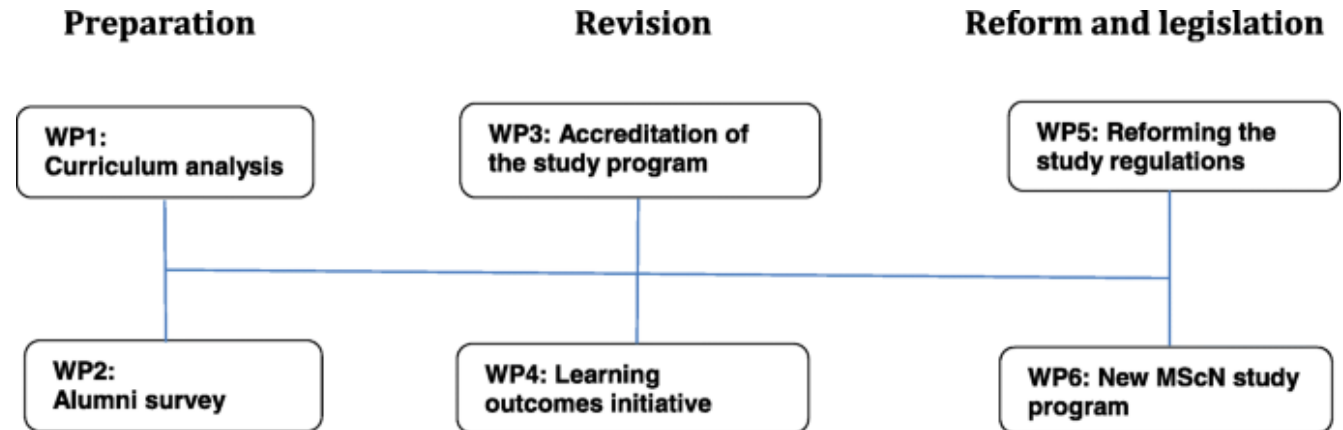 Preparation
Revision
Reform and legislation
WP1:
Curriculum analysis
WP3: Accreditation of
the study program
WP5: Reforming the
study regulations
WP2:
Alumni survey
WP4: Learning
outcomes initiative
WP6: New MScN study
program